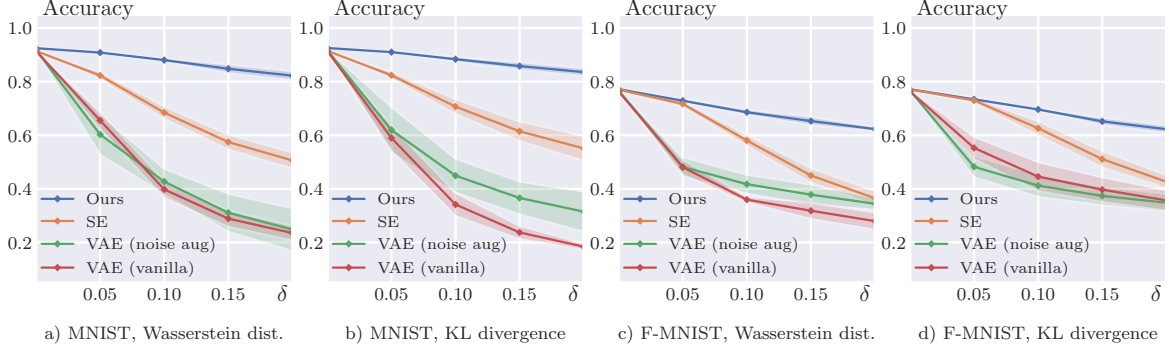 Accuracy
1.0
0.8
0.6
0.4
0.2
Ours
SE
VAE (noise aug)
VAE (vanilla)
0.05 0.10 0.15 δ
a) MNIST, Wasserstein dist.
Accuracy
1.0
0.8
0.6
0.4
0.2
Ours
SE
VAE (noise aug)
VAE (vanilla)
0.05 0.10 0.15 δ
b) MNIST, KL divergence
Accuracy
1.0
0.8
0.6
0.4
0.2
Ours
SE
VAE (noise aug)
VAE (vanilla)
0.05 0.10 0.15 δ
c) F-MNIST, Wasserstein dist.
Accuracy
1.0
0.8
0.6
0.4
0.2
Ours
SE
VAE (noise aug)
VAE (vanilla)
0.05 0.10 0.15 δ
d) F-MNIST, KL divergence